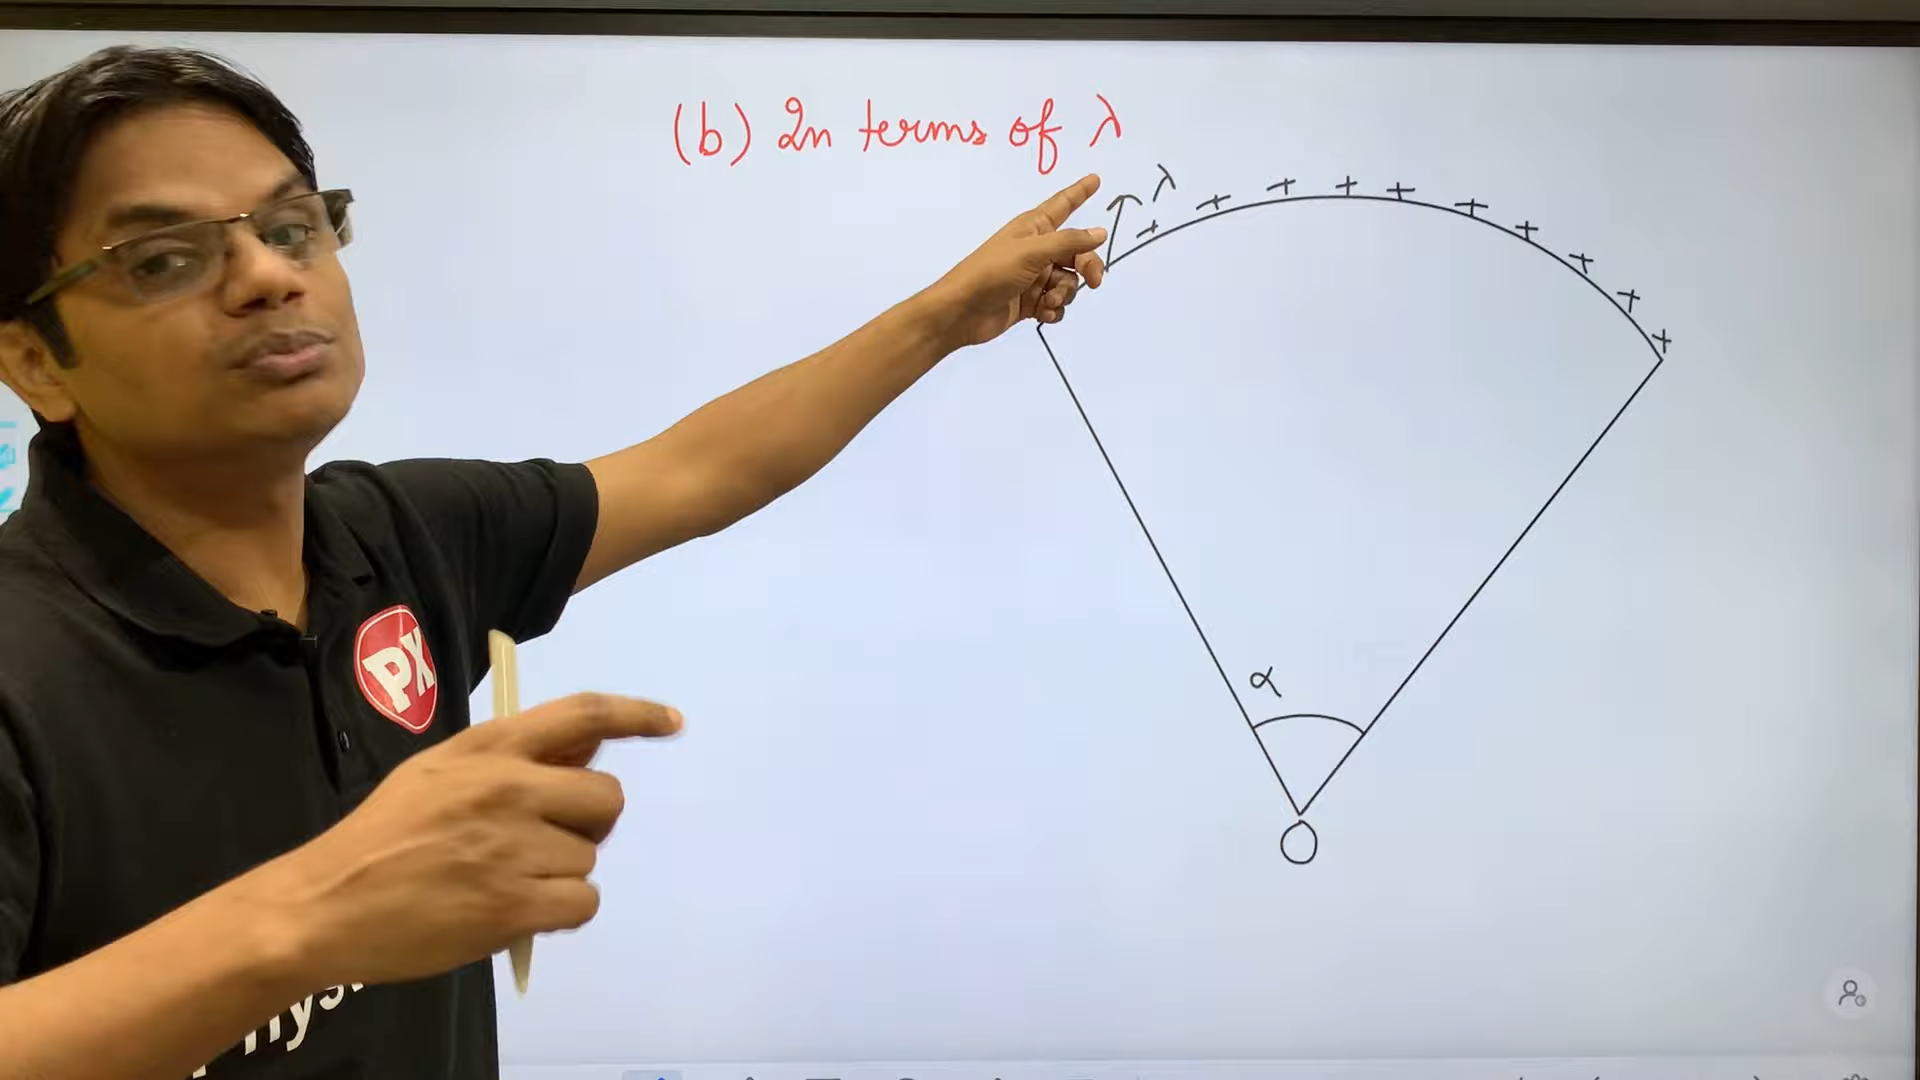 (b) In terms of λ
λ
+ + + + + + + + + +
α
O
PX